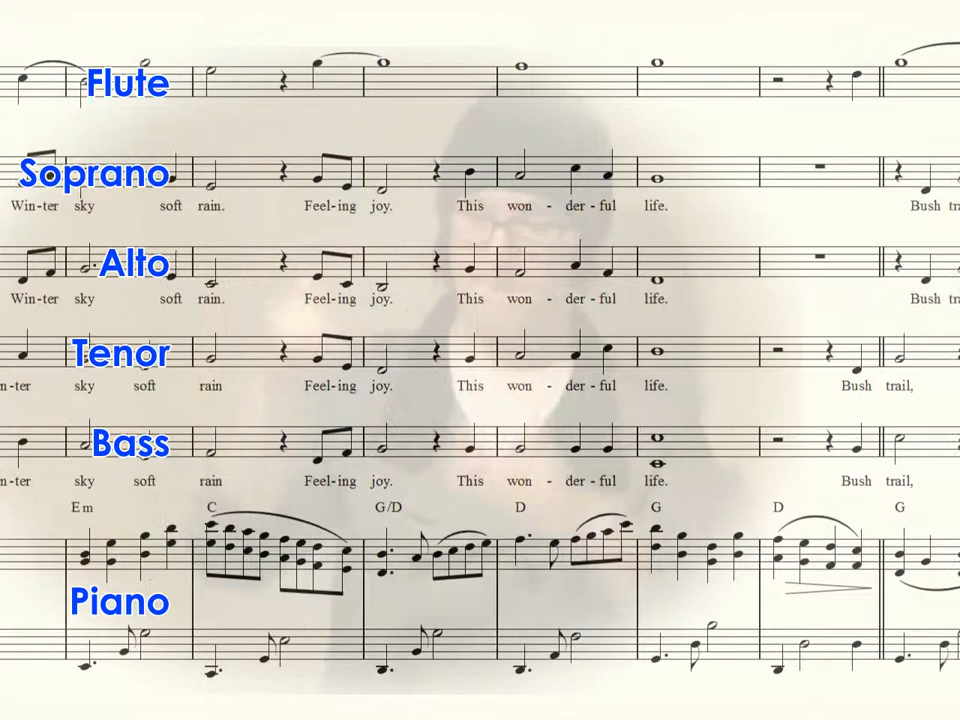 Flute
Soprano
Win-ter sky soft rain. Feel-ing joy. This won - der - ful life. Bush
Alto
Win-ter sky soft rain. Feel-ing joy. This won - der - ful life. Bush
Tenor
sky soft rain Feel-ing joy. This won - der - ful life. Bush trail,
Bass
sky soft rain. Feel-ing joy. This won - der - ful life. Bush trail,
Em C G/D D G D G
Piano